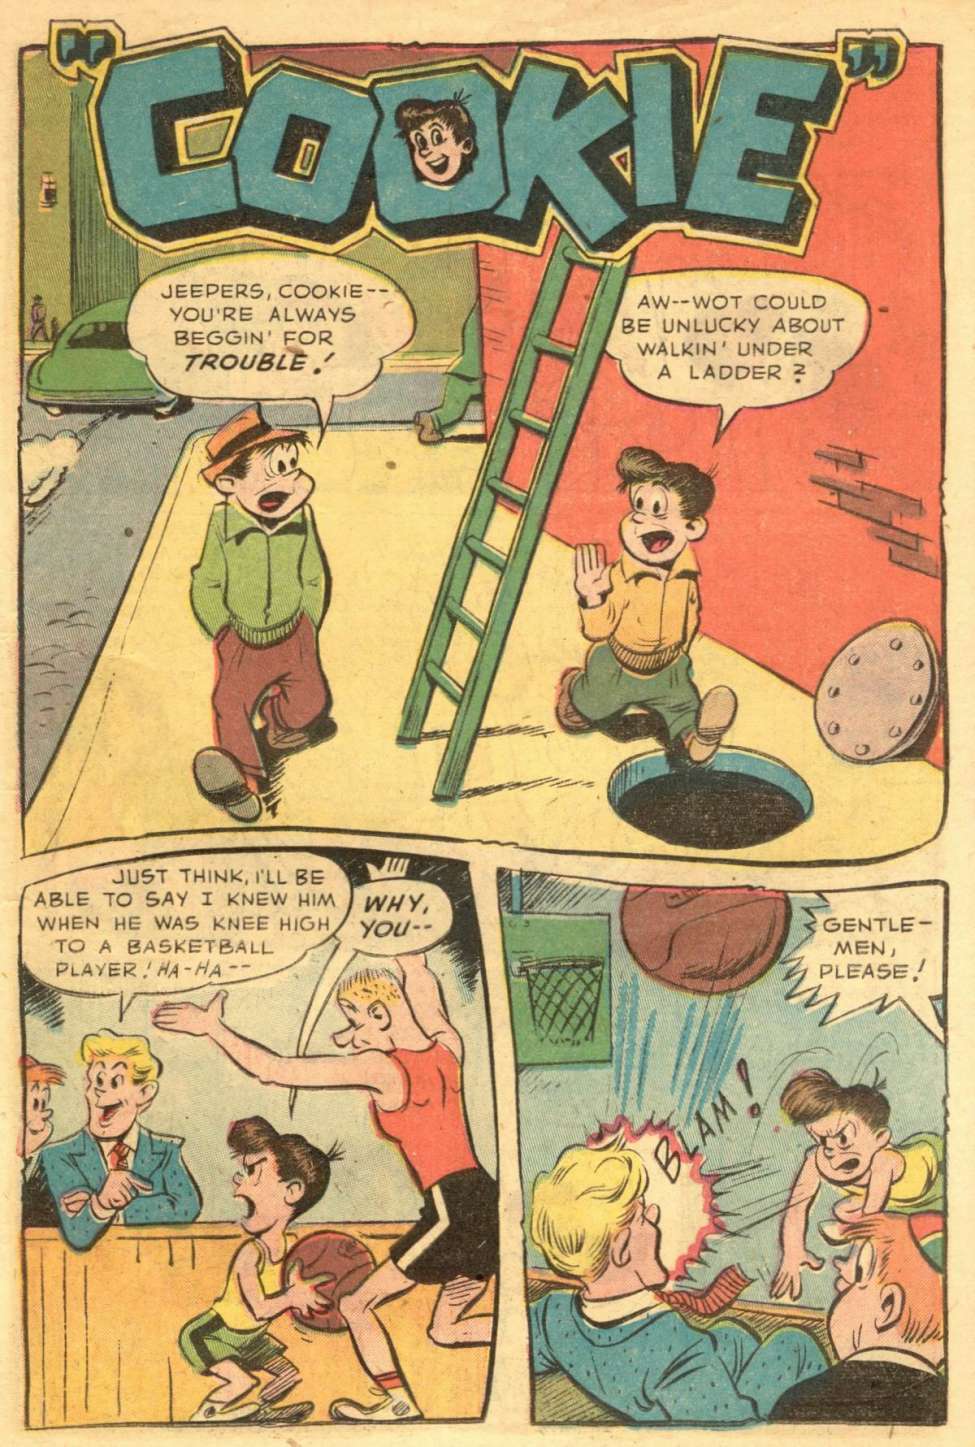 "COOKIE"
JEEPERS, COOKIE--
YOU'RE ALWAYS
BEGGIN' FOR
TROUBLE!
AW--WOT COULD
BE UNLUCKY ABOUT
WALKIN' UNDER
A LADDER?
JUST THINK, I'LL BE
ABLE TO SAY I KNEW HIM
WHEN HE WAS KNEE HIGH
TO A BASKETBALL
PLAYER! HA-HA--
WHY,
YOU--
GENTLE-
MEN,
PLEASE!
BLAM!